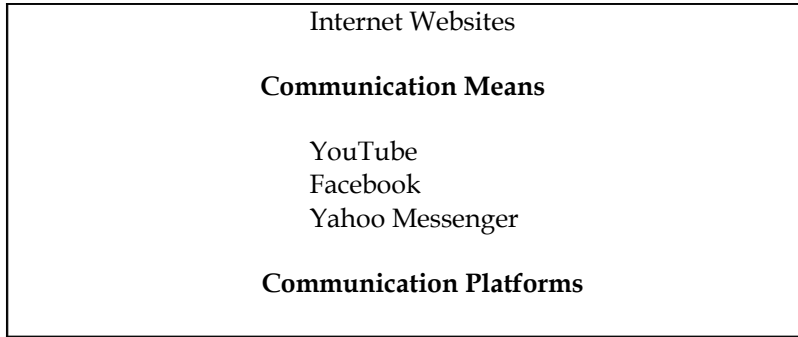 Internet Websites
Communication Means
YouTube
Facebook
Yahoo Messenger
Communication Platforms